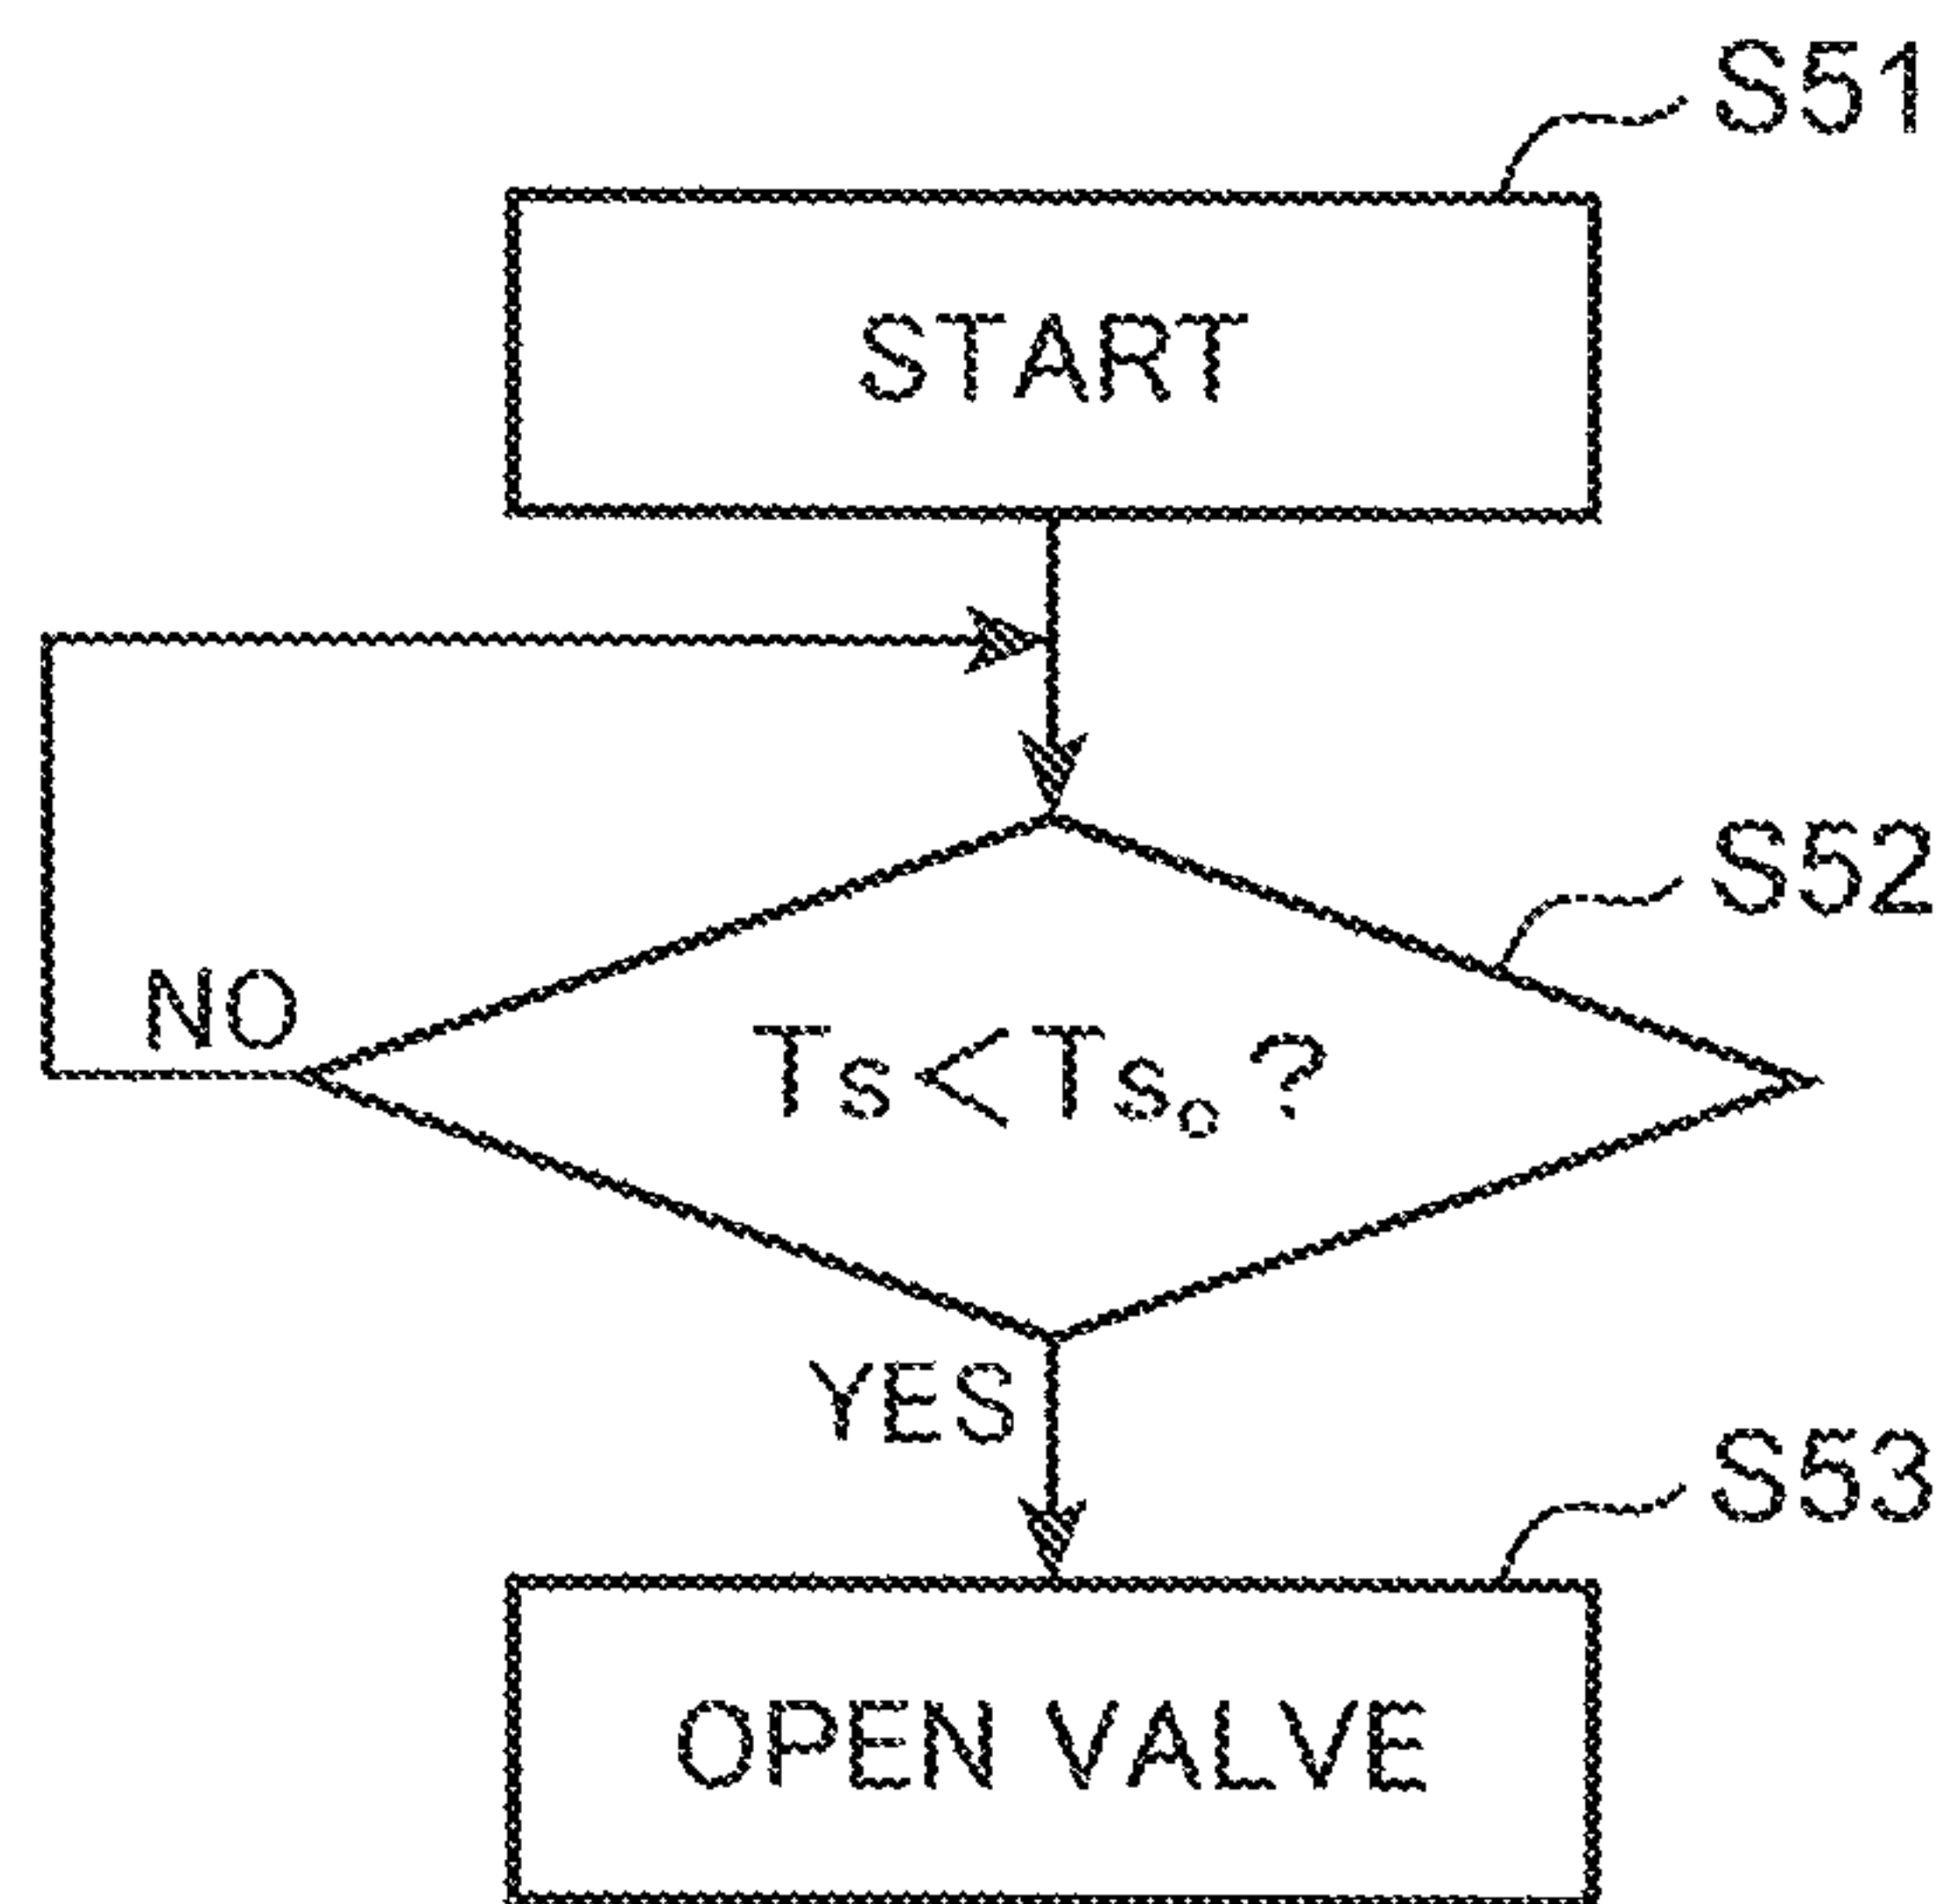 S51
START
S52
NO
Ts<Ts₀ ?
YES
S53
OPEN VALVE